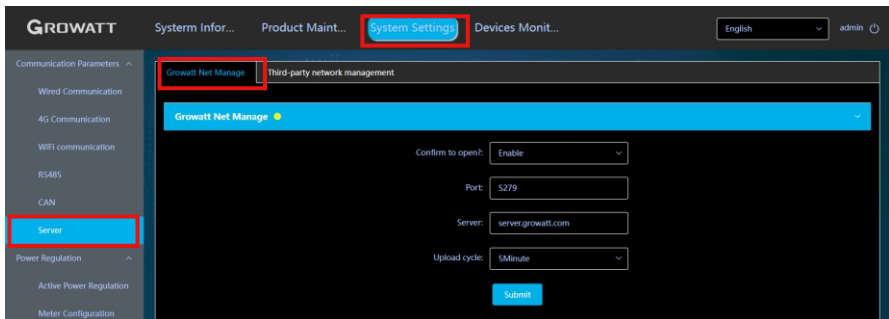 GROWATT
Systerm Infor... Product Maint... System Settings Devices Monit... English admin
Communication Parameters
Wired Communication
4G Communication
WIFI communication
RS485
CAN
Server
Power Regulation
Active Power Regulation
Meter Configuration
Growatt Net Manage Third-party network management
Growatt Net Manage
Confirm to open?: Enable
Port: 5279
Server: server.growatt.com
Upload cycle: 5Minute
Submit